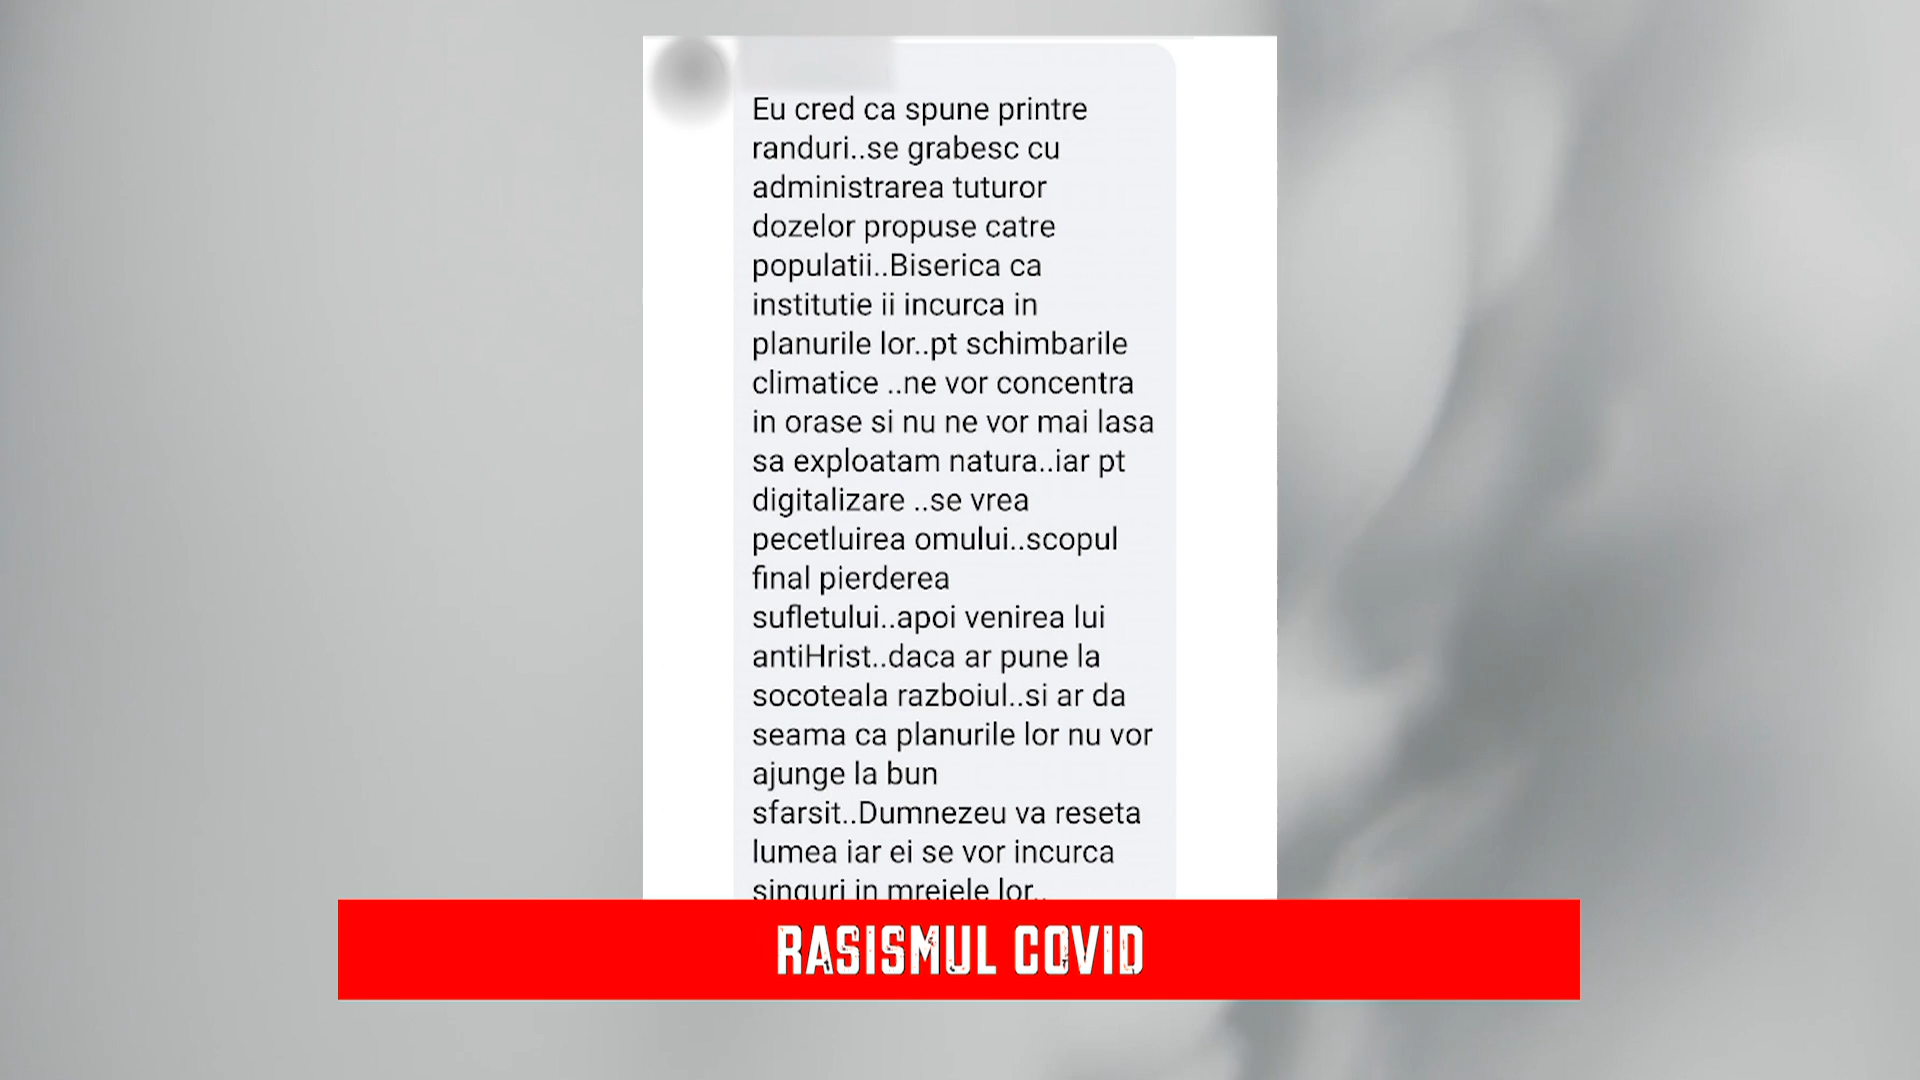 Eu cred ca spune printre
randuri..se grabesc cu
administrarea tuturor
dozelor propuse catre
populatii..Biserica ca
institutie ii incurca in
planurile lor..pt schimbarile
climatice ..ne vor concentra
in orase si nu ne vor mai lasa
sa exploatam natura..iar pt
digitalizare ..se vrea
pecetluirea omului..scopul
final pierderea
sufletului..apoi venirea lui
antiHrist..daca ar pune la
socoteala razboiul..si ar da
seama ca planurile lor nu vor
ajunge la bun
sfarsit..Dumnezeu va reseta
lumea iar ei se vor incurca
singuri in mrejele lor..
RASISMUL COVID